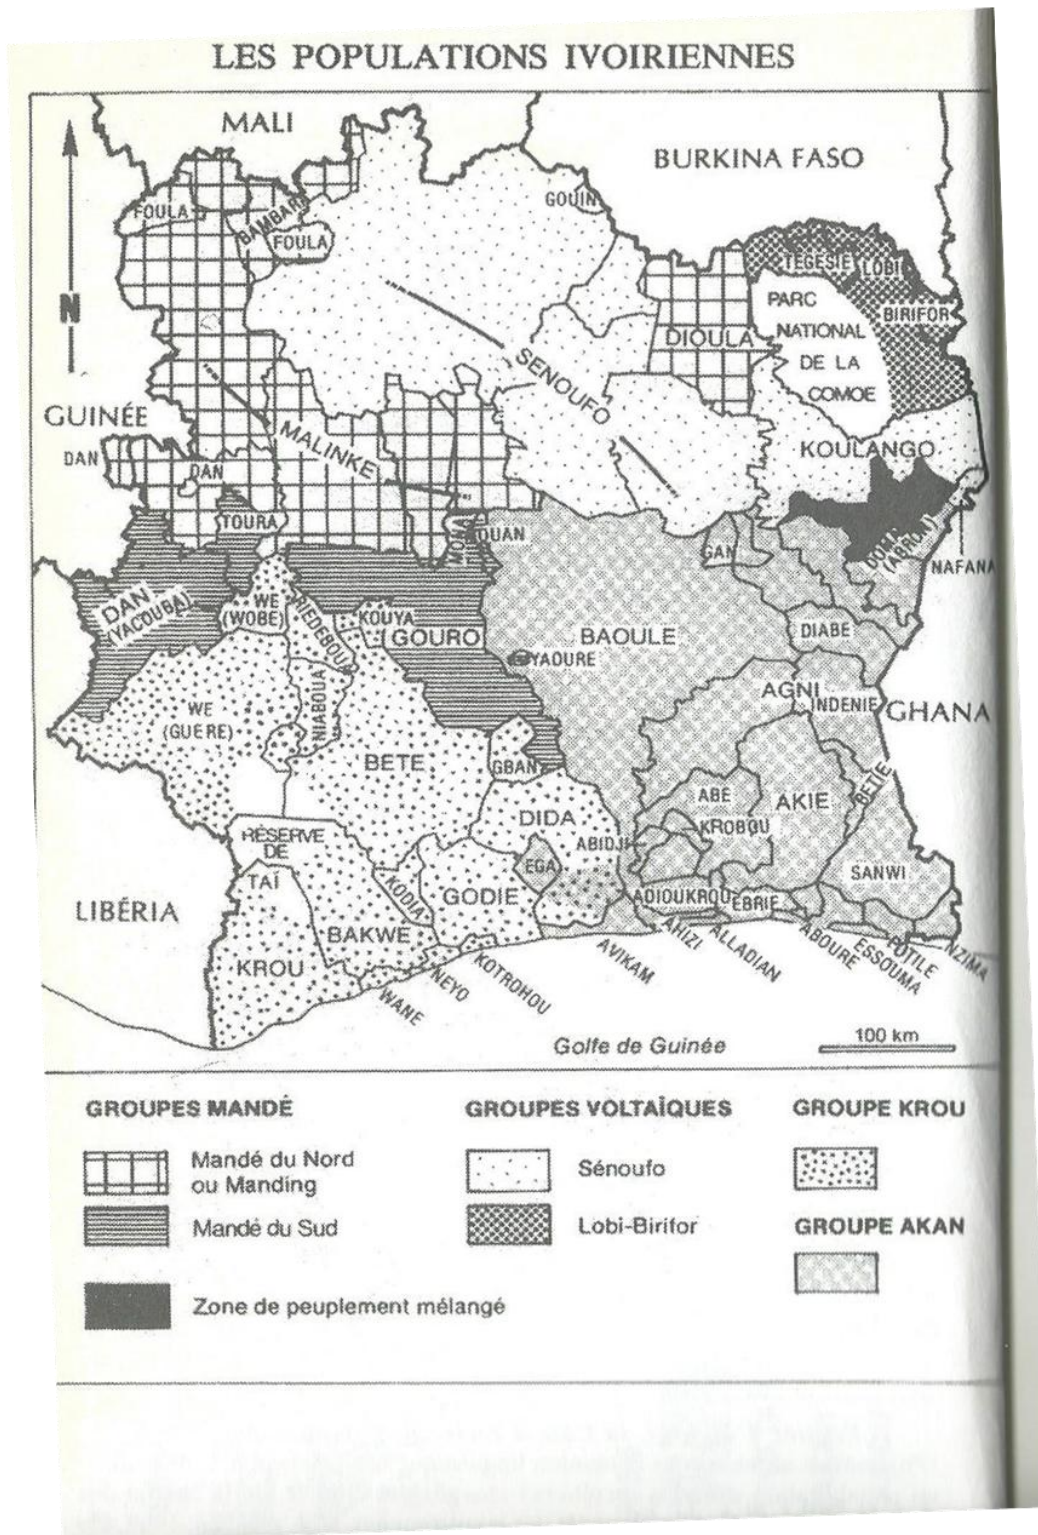 LES POPULATIONS IVOIRIENNES
MALI
BURKINA FASO
GOUIN
FOULA
BAMBARA
FOULA
TEGESIE
LOBI
N
PARC
NATIONAL
DE LA
COMOE
BIRIFOR
DIOULA
SENOUFO
GUINÉE
MALINKE
KOULANGO
DAN
DAN
TOURA
MONA
OUAN
GAN
(ABRON)
NAFANA
DAN
(YACOUBA)
WE
(WOBE)
RIEDEBOUA
KOUYA
GOURO
BAOULE
DIABE
YAOURE
AGNI
INDENIE
GHANA
WE
(GUERE)
NIABOUA
BETE
GBAN
BETIE
ABE
AKIE
DIDA
KROBOU
RÉSERVE
DE
TAÏ
ABIDJI
EGA
SANWI
LIBÉRIA
KODIA
GODIE
ADIOUKROU
EBRIE
BAKWE
KROU
WANE
NEYO
KOTROHOU
AVIKAM
AHIZI
ALLADIAN
ABOURE
ESSOUMA
FOTILE
NZIMA
Golfe de Guinée
100 km
GROUPES MANDÉ
Mandé du Nord
ou Manding
Mandé du Sud
Zone de peuplement mélangé
GROUPES VOLTAÏQUES
Sénoufo
Lobi-Birifor
GROUPE KROU
GROUPE AKAN